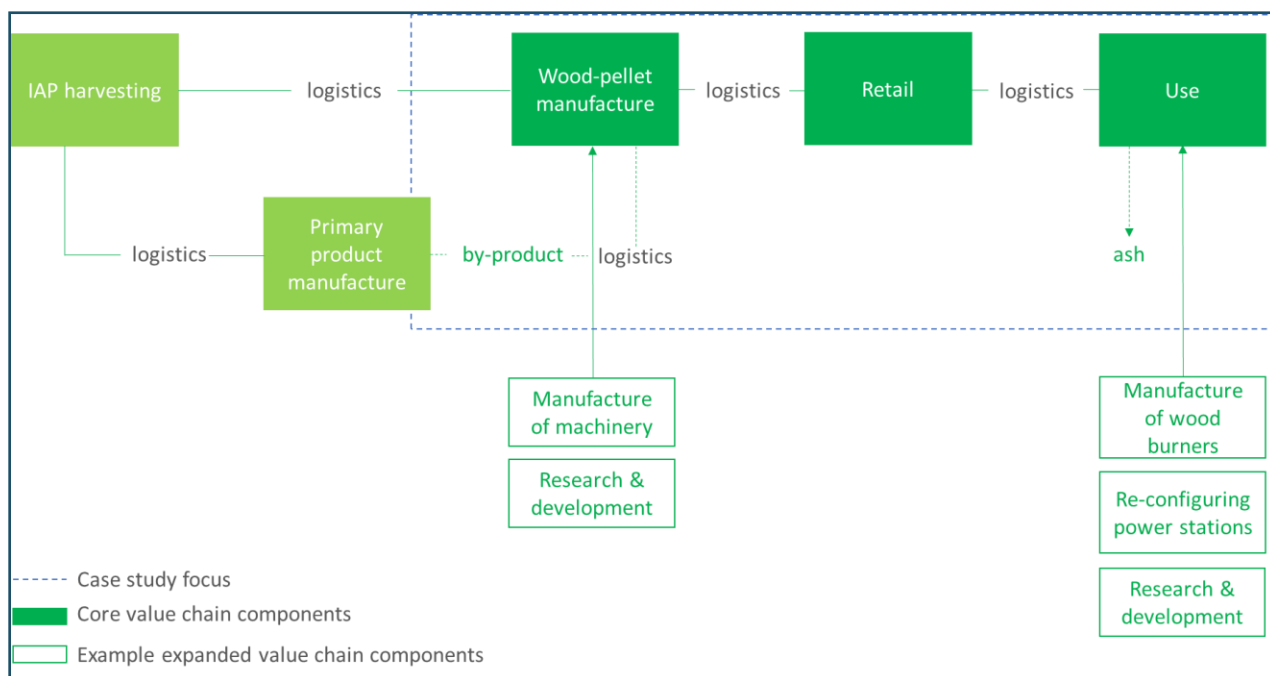 IAP harvesting
logistics
Wood-pellet
manufacture
logistics
Retail
logistics
Use
logistics
Primary
product
manufacture
by-product
logistics
ash
Manufacture
of machinery
Research &
development
Manufacture
of wood
burners
Re-configuring
power stations
Research &
development
Case study focus
Core value chain components
Example expanded value chain components